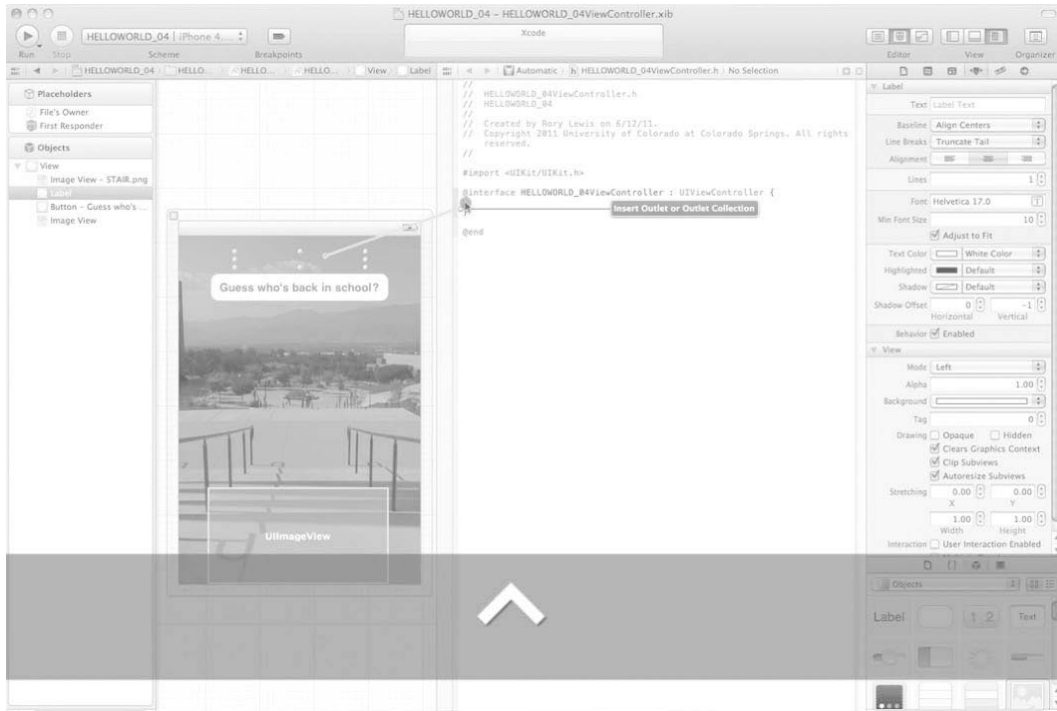 HELLOWORLD_04 – HELLOWORLD_04ViewController.xib
Xcode
HELLOWORLD_04 | iPhone 4....
Run Stop Scheme Breakpoints Editor View Organizer
HELLOWORLD_04 HELLO... HELLO... HELLO... View Label
Automatic HELLOWORLD_04ViewController.h No Selection
Placeholders
File's Owner
First Responder
Objects
View
Image View – STAIR.png
Label
Button – Guess who's ...
Image View
Guess who's back in school?
UIImageView
//
// HELLOWORLD_04ViewController.h
// HELLOWORLD_04
//
// Created by Rory Lewis on 6/12/11.
// Copyright 2011 University of Colorado at Colorado Springs. All rights
reserved.
//
#import <UIKit/UIKit.h>
@interface HELLOWORLD_04ViewController : UIViewController {
Insert Outlet or Outlet Collection
}
@end
Label
Text Label Text
Baseline Align Centers
Line Breaks Truncate Tail
Alignment
Lines 1
Font Helvetica 17.0
Min Font Size 10
Adjust to Fit
Text Color White Color
Highlighted Default
Shadow Default
Shadow Offset 0 –1
Horizontal Vertical
Behavior Enabled
View
Mode Left
Alpha 1.00
Background
Tag 0
Drawing Opaque Hidden
Clears Graphics Context
Clip Subviews
Autoresize Subviews
Stretching 0.00 0.00
X Y
1.00 1.00
Width Height
Interaction User Interaction Enabled
Objects
Label 1 2 Text